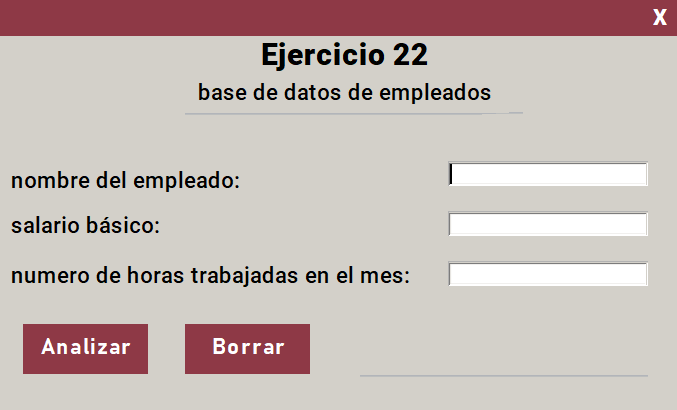 X
Ejercicio 22
base de datos de empleados
nombre del empleado:
salario básico:
numero de horas trabajadas en el mes:
Analizar Borrar